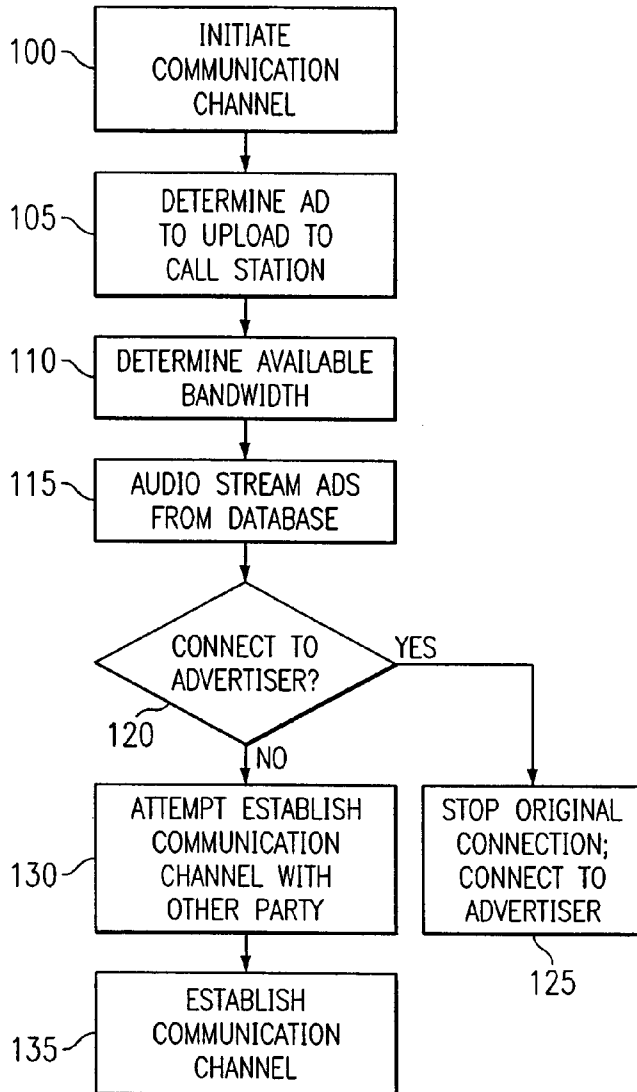 100
INITIATE
COMMUNICATION
CHANNEL
105
DETERMINE AD
TO UPLOAD TO
CALL STATION
110
DETERMINE AVAILABLE
BANDWIDTH
115
AUDIO STREAM ADS
FROM DATABASE
CONNECT TO
ADVERTISER?
YES
120
NO
130
ATTEMPT ESTABLISH
COMMUNICATION
CHANNEL WITH
OTHER PARTY
STOP ORIGINAL
CONNECTION;
CONNECT TO
ADVERTISER
125
135
ESTABLISH
COMMUNICATION
CHANNEL